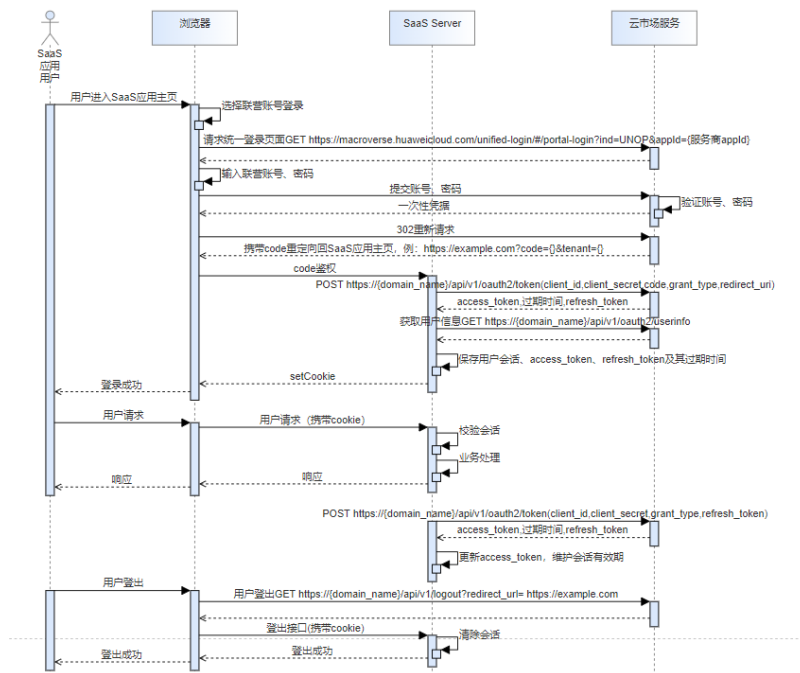 浏览器
SaaS Server
云市场服务
SaaS
应用
用户
用户进入SaaS应用主页
选择联营账号登录
请求统一登录页面GET https://macroverse.huaweicloud.com/unified-login/#/portal-login?ind=UNOP&appId={服务商appId}
输入联营账号、密码
提交账号、密码
验证账号、密码
一次性凭据
302重新请求
携带code重定向回SaaS应用主页，例：https://example.com?code={}&tenant={}
code鉴权
POST https://{domain_name}/api/v1/oauth2/token(client_id,client_secret,code,grant_type,redirect_uri)
access_token,过期时间,refresh_token
获取用户信息GET https://{domain_name}/api/v1/oauth2/userinfo
保存用户会话、access_token、refresh_token及其过期时间
setCookie
登录成功
用户请求
用户请求（携带cookie）
校验会话
业务处理
响应
响应
POST https://{domain_name}/api/v1/oauth2/token(client_id,client_secret,grant_type,refresh_token)
access_token,过期时间,refresh_token
更新access_token，维护会话有效期
用户登出
用户登出GET https://{domain_name}/api/v1/logout?redirect_url= https://example.com
登出接口(携带cookie)
清除会话
登出成功
登出成功